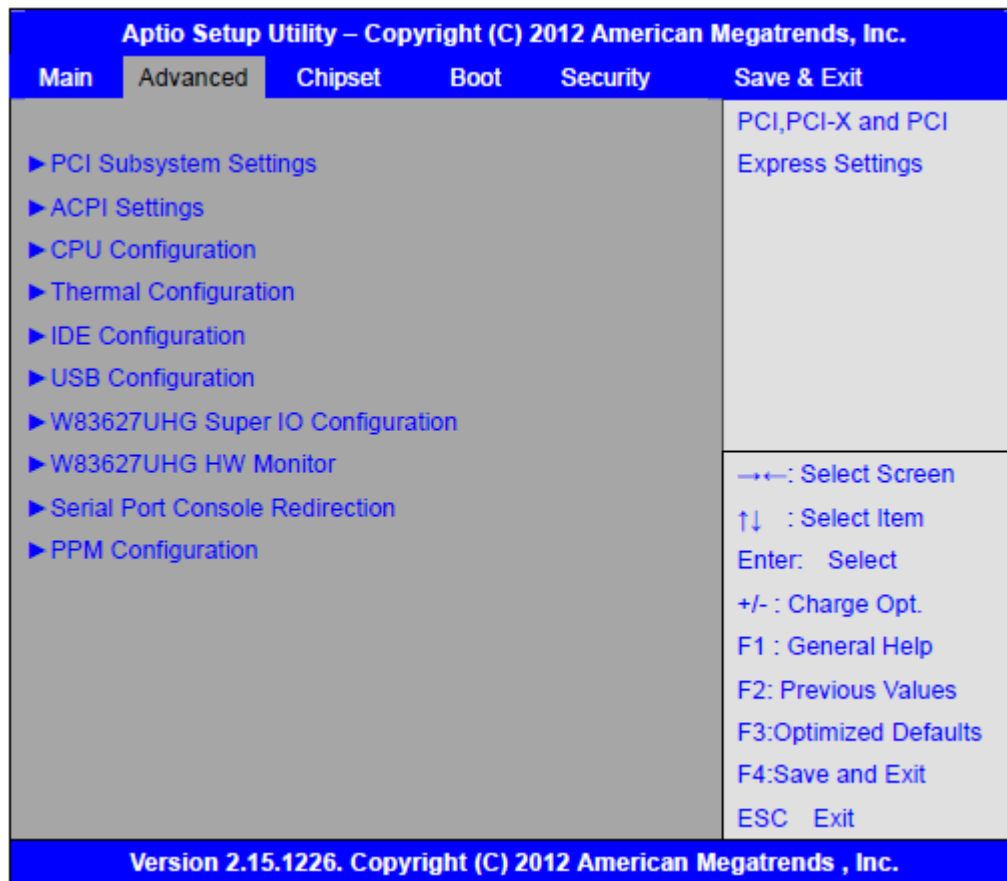 Aptio Setup Utility – Copyright (C) 2012 American Megatrends, Inc.
Main Advanced Chipset Boot Security Save & Exit
►PCI Subsystem Settings
►ACPI Settings
►CPU Configuration
►Thermal Configuration
►IDE Configuration
►USB Configuration
►W83627UHG Super IO Configuration
►W83627UHG HW Monitor
►Serial Port Console Redirection
►PPM Configuration
PCI,PCI-X and PCI
Express Settings
→←: Select Screen
↑↓ : Select Item
Enter: Select
+/- : Charge Opt.
F1 : General Help
F2: Previous Values
F3:Optimized Defaults
F4:Save and Exit
ESC Exit
Version 2.15.1226. Copyright (C) 2012 American Megatrends , Inc.